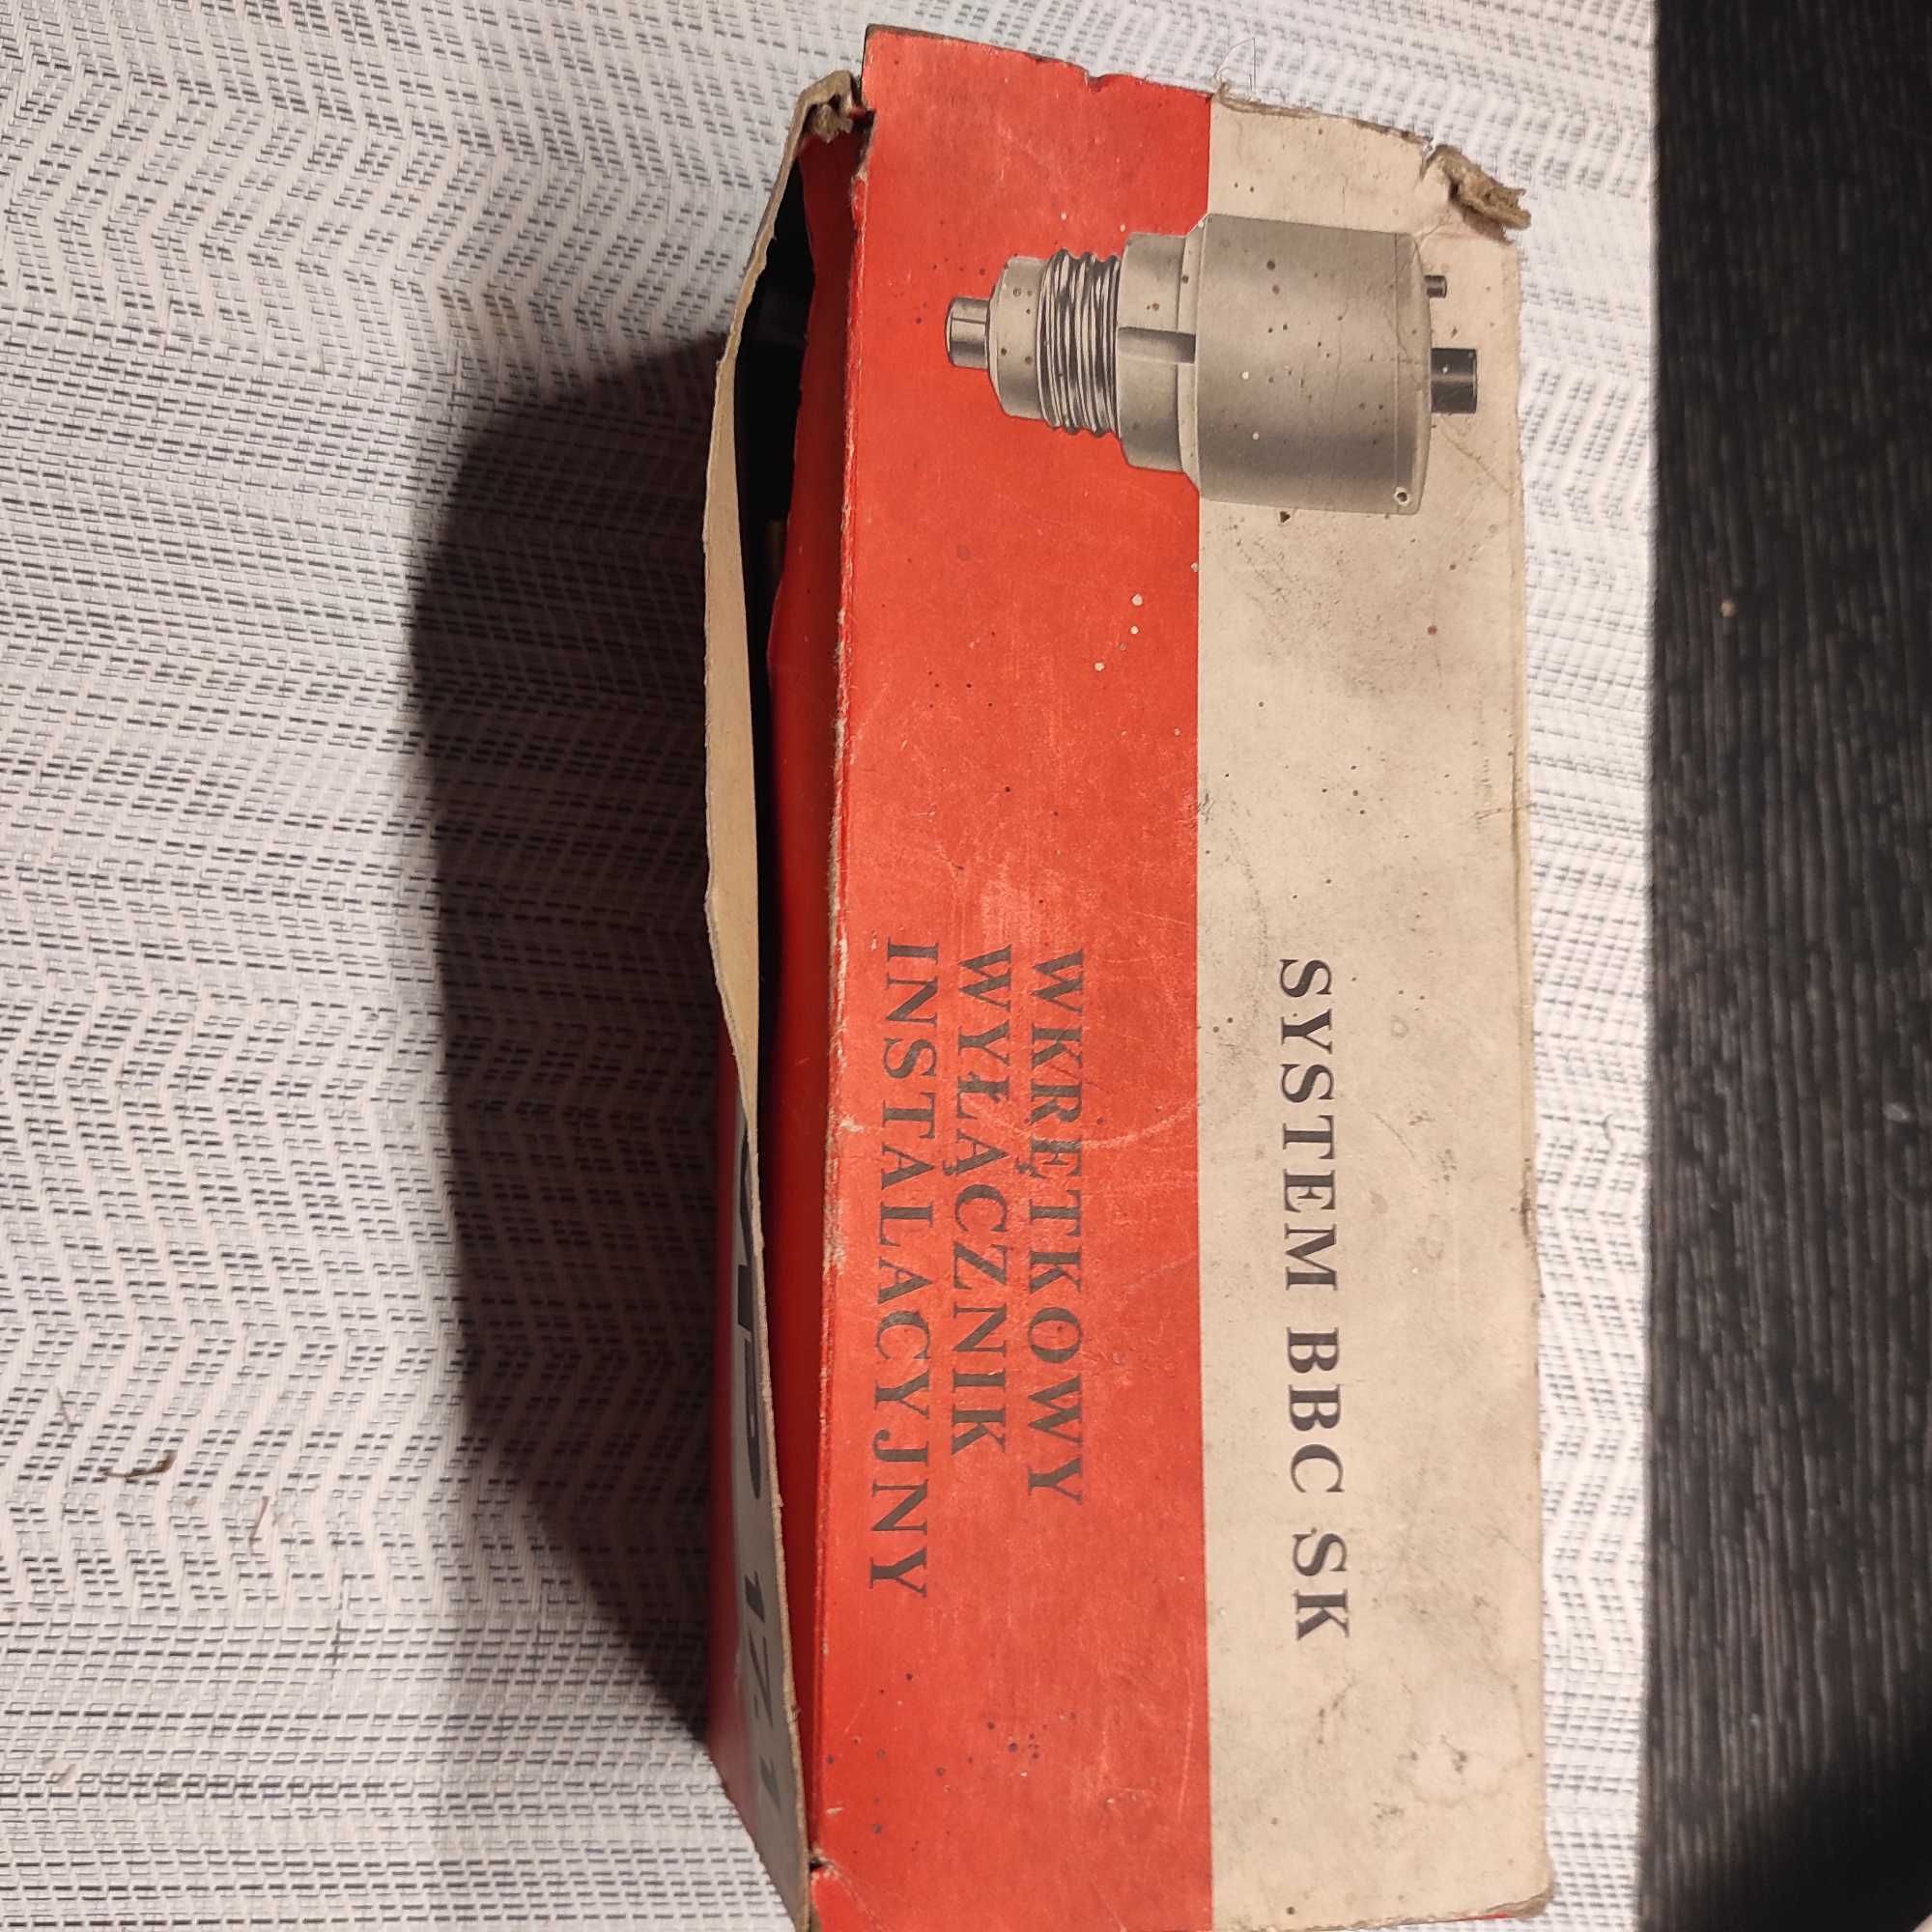 SYSTEM BBC SK
WKRĘTKOWY
WYŁĄCZNIK
INSTALACYJNY